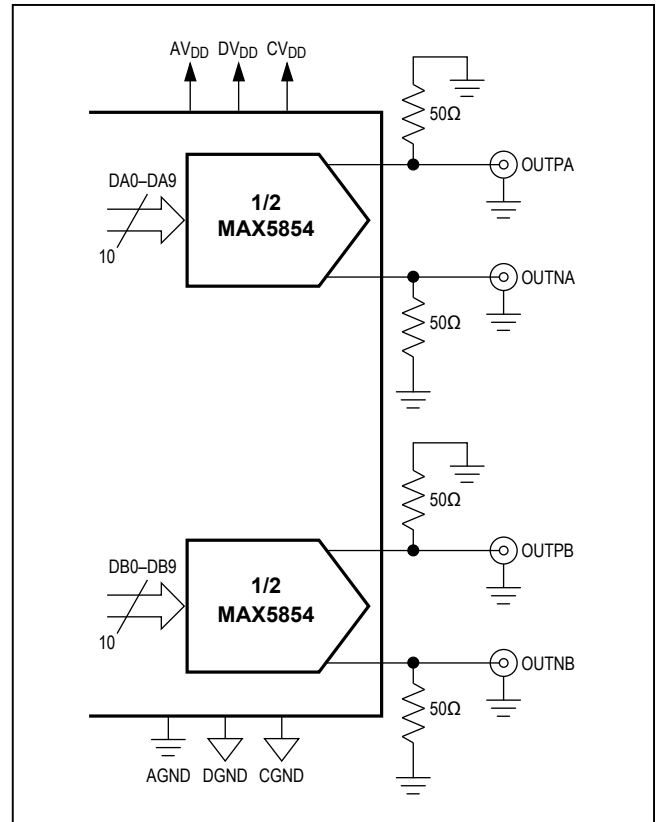 AVDD DVDD CVDD
50Ω
OUTPA
DA0–DA9
1/2
MAX5854
10
OUTNA
50Ω
50Ω
OUTPB
DB0–DB9
1/2
MAX5854
10
OUTNB
50Ω
AGND DGND CGND